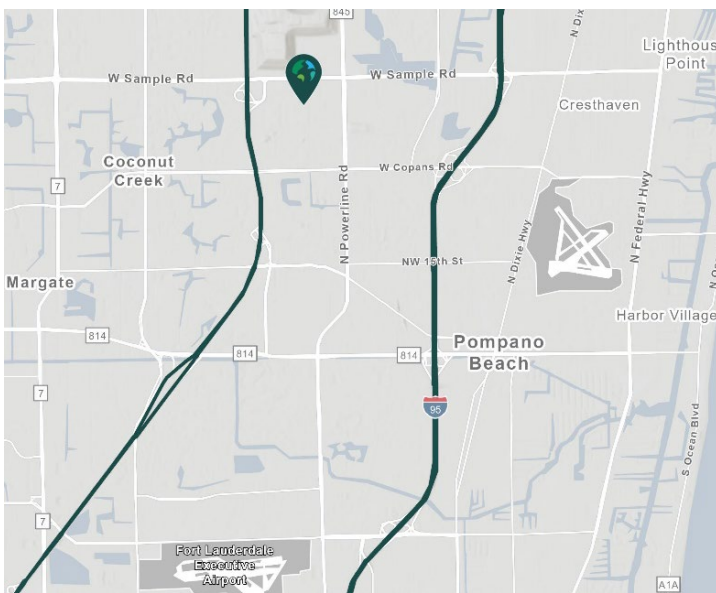 845
N Dixie
Lighthouse
Point
W Sample Rd
W Sample Rd
Cresthaven
Coconut
Creek
W Copans Rd
7
N Powerline Rd
N Federal Hwy
N Dixie Hwy
NW 15th St
Margate
Harbor Village
814
814
814
Pompano
Beach
7
95
S Ocean Blvd
7
Fort Lauderdale
Executive
Airport
A1A